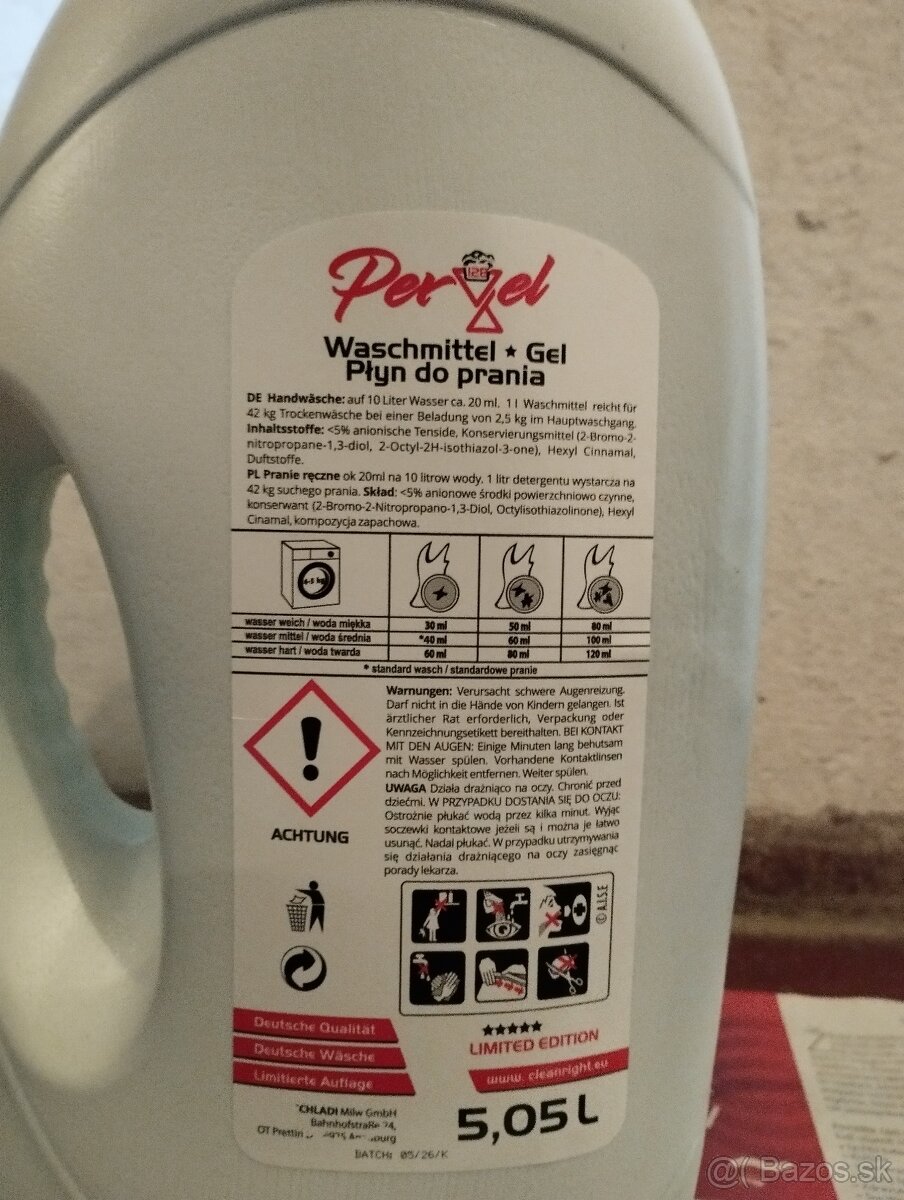 Pervel
128
Waschmittel ★ Gel
Płyn do prania
DE Handwäsche: auf 10 Liter Wasser ca. 20 ml. 1 l Waschmittel reicht für
42 kg Trockenwäsche bei einer Beladung von 2,5 kg im Hauptwaschgang.
Inhaltsstoffe: <5% anionische Tenside, Konservierungsmittel (2-Bromo-2-
nitropropane-1,3-diol, 2-Octyl-2H-isothiazol-3-one), Hexyl Cinnamal,
Duftstoffe.
PL Pranie ręczne ok 20ml na 10 litrow wody. 1 litr detergentu wystarcza na
42 kg suchego prania. Skład: <5% anionowe środki powierzchniowo czynne,
konserwant (2-Bromo-2-Nitropropano-1,3-Diol, Octylisothiazolinone), Hexyl
Cinamal, kompozycja zapachowa.
4-5 kg
wasser weich / woda miękka 30 ml 50 ml 80 ml
wasser mittel / woda średnia *40 ml 60 ml 100 ml
wasser hart / woda twarda 60 ml 80 ml 120 ml
* standard wasch / standardowe pranie
Warnungen: Verursacht schwere Augenreizung.
Darf nicht in die Hände von Kindern gelangen. Ist
ärztlicher Rat erforderlich, Verpackung oder
Kennzeichnungsetikett bereithalten. BEI KONTAKT
MIT DEN AUGEN: Einige Minuten lang behutsam
mit Wasser spülen. Vorhandene Kontaktlinsen
nach Möglichkeit entfernen. Weiter spülen.
UWAGA Działa drażniąco na oczy. Chronić przed
dziećmi. W PRZYPADKU DOSTANIA SIĘ DO OCZU:
Ostrożnie płukać wodą przez kilka minut. Wyjąc
soczewki kontaktowe jeżeli są i można je łatwo
usunąć. Nadal płukać. W przypadku utrzymywania
się działania drażniącego na oczy zasięgnąc
porady lekarza.
ACHTUNG
© A.I.S.E
Deutsche Qualität
Deutsche Wäsche
Limitierte Auflage
★★★★★
LIMITED EDITION
www. cleanright.eu
CHLADI Milw GmbH
Bahnhofstraße 24,
OT Prettin
5,05 L
BATCH: 05/26/K
@( Bazos.sk